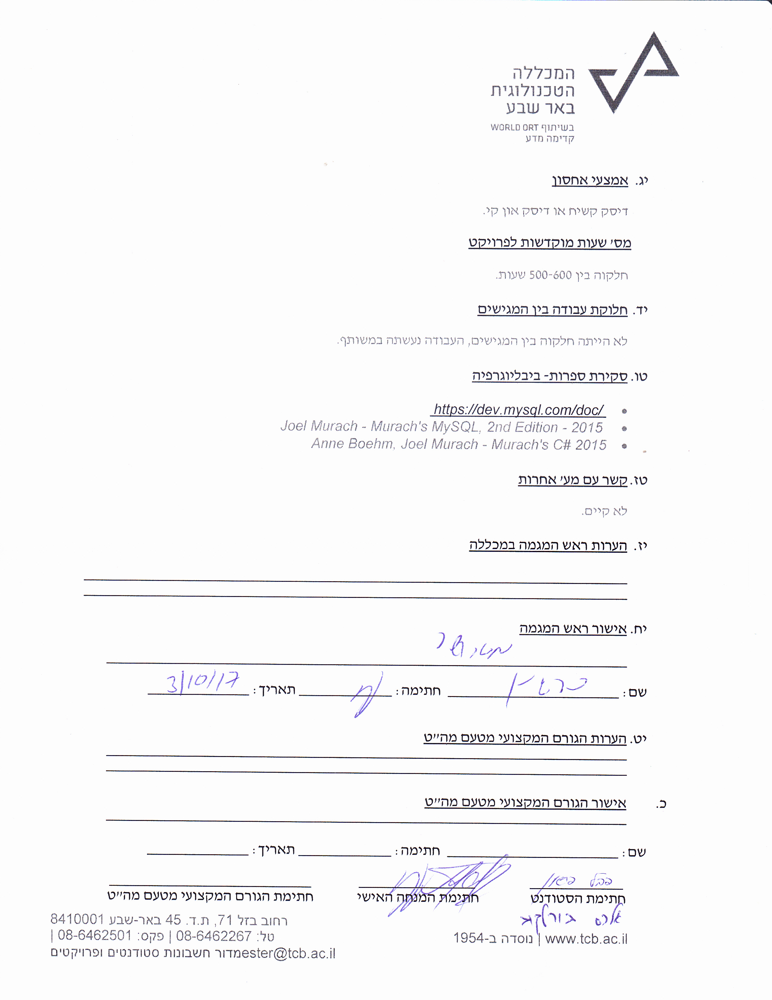 המכללה
הטכנולוגית
באר שבע
בשיתוף WORLD ORT
קדימה מדע
יג. אמצעי אחסון
דיסק קשיח או דיסק און קי.
מס׳ שעות מוקדשות לפרויקט
חלקוה בין 500-600 שעות.
יד. חלוקת עבודה בין המגישים
לא הייתה חלקוה בין המגישים, העבודה נעשתה במשותף.
טו. סקירת ספרות- ביבליוגרפיה
• https://dev.mysql.com/doc/
• Joel Murach - Murach's MySQL, 2nd Edition - 2015
• Anne Boehm, Joel Murach - Murach's C# 2015
טז. קשר עם מע׳ אחרות
לא קיים.
יז. הערות ראש המגמה במכללה
יח. אישור ראש המגמה
שם: חתימה: תאריך: 3/10/17
יט. הערות הגורם המקצועי מטעם מה״ט
כ. אישור הגורם המקצועי מטעם מה״ט
שם: חתימה: תאריך:
חתימת הסטודנט חתימת המנחה האישי חתימת הגורם המקצועי מטעם מה״ט
רחוב בזל 71, ת.ד. 45 באר-שבע 8410001
טל: 08-6462267 | פקס: 08-6462501 |
www.tcb.ac.il | נוסדה ב-1954
מדור חשבונות סטודנטים ופרויקטים ester@tcb.ac.il